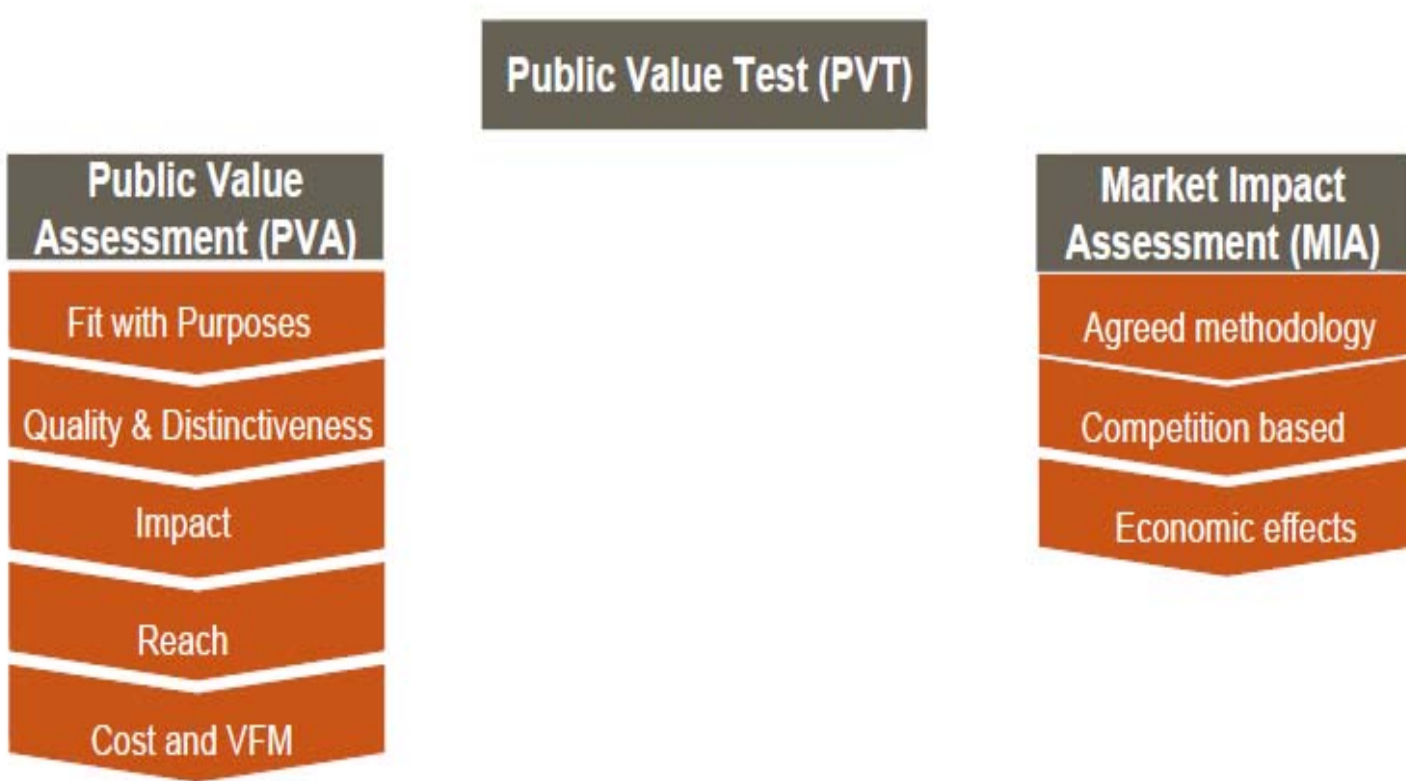 Public Value Test (PVT)
Public Value
Assessment (PVA)
Fit with Purposes
Quality & Distinctiveness
Impact
Reach
Cost and VFM
Market Impact
Assessment (MIA)
Agreed methodology
Competition based
Economic effects